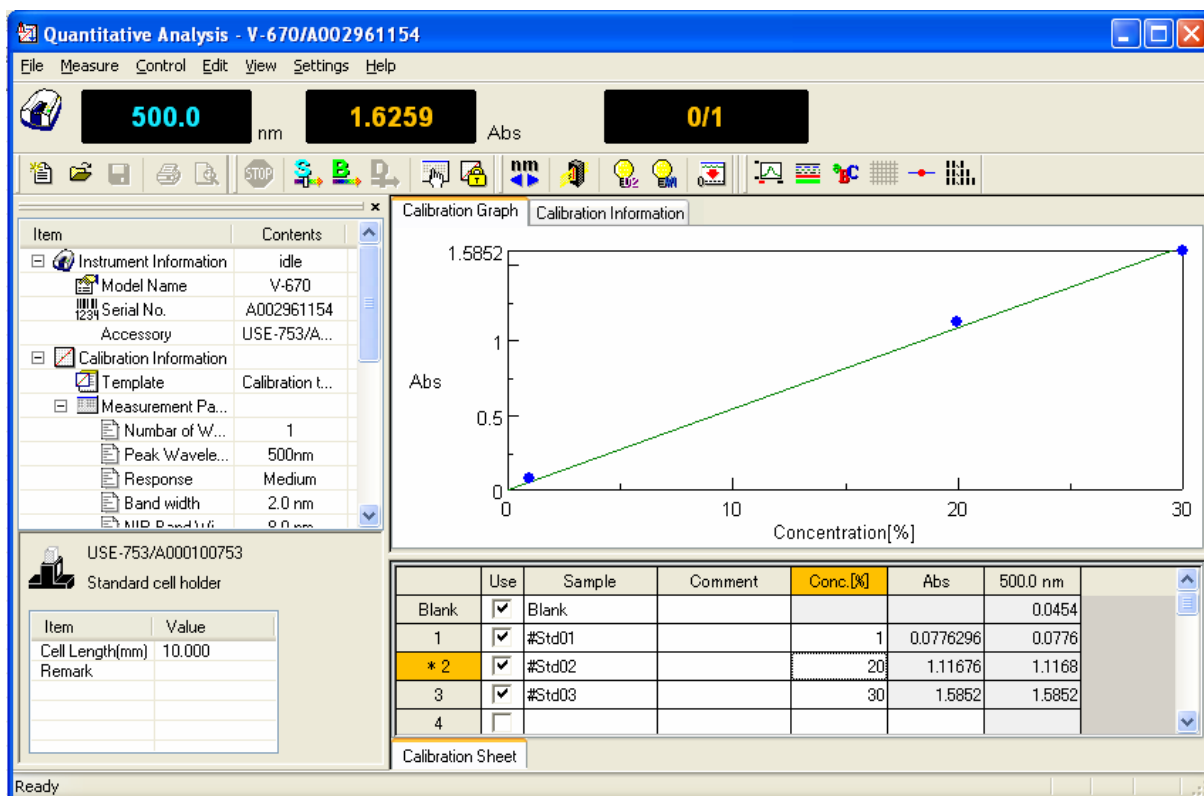 Quantitative Analysis - V-670/A002961154
File Measure Control Edit View Settings Help
500.0 nm 1.6259 Abs 0/1
STOP S B D nm D2 °BC
Calibration Graph Calibration Information
Item Contents
Instrument Information idle
Model Name V-670
1234 Serial No. A002961154
Accessory USE-753/A...
Calibration Information
Template Calibration t...
Measurement Pa...
Numbar of W... 1
Peak Wavele... 500nm
Response Medium
Band width 2.0 nm
1.5852
1
0.5
0
Abs
0 10 20 30
Concentration[%]
USE-753/A000100753
Standard cell holder
Item Value
Cell Length(mm) 10.000
Remark
Use Sample Comment Conc.[%] Abs 500.0 nm
Blank Blank 0.0454
1 #Std01 1 0.0776296 0.0776
* 2 #Std02 20 1.11676 1.1168
3 #Std03 30 1.5852 1.5852
4
Calibration Sheet
Ready